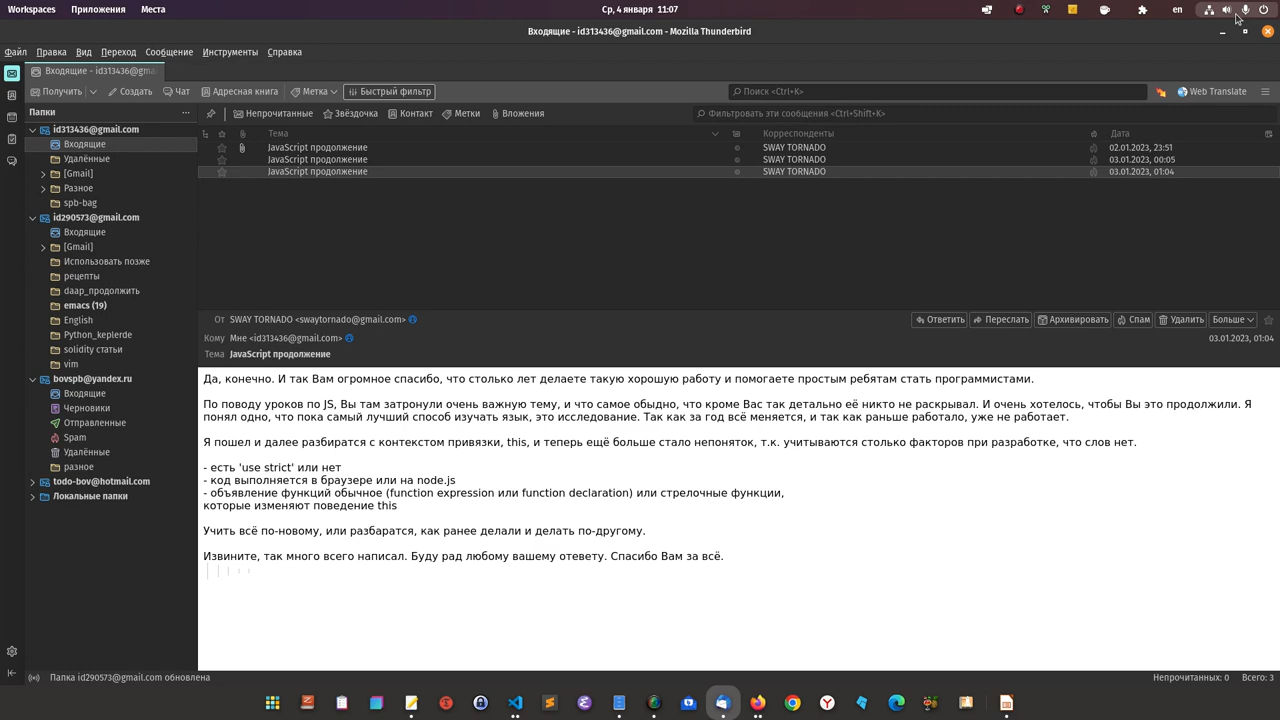 Workspaces Приложения Места Ср, 4 января 11:07 en
Входящие - id313436@gmail.com - Mozilla Thunderbird
Файл Правка Вид Переход Сообщение Инструменты Справка
Входящие - id313436@gmai
Получить Создать Чат Адресная книга Метка Быстрый фильтр Поиск <Ctrl+K> Web Translate
Папки
Непрочитанные Звёздочка Контакт Метки Вложения Фильтровать эти сообщения <Ctrl+Shift+K>
Тема Корреспонденты Дата
JavaScript продолжение SWAY TORNADO 02.01.2023, 23:51
JavaScript продолжение SWAY TORNADO 03.01.2023, 00:05
JavaScript продолжение SWAY TORNADO 03.01.2023, 01:04
id313436@gmail.com
Входящие
Удалённые
[Gmail]
Разное
spb-bag
id290573@gmail.com
Входящие
[Gmail]
Использовать позже
рецепты
daap_продолжить
emacs (19)
English
Python_keplerde
solidity статьи
vim
bovspb@yandex.ru
Входящие
Черновики
Отправленные
Spam
Удалённые
разное
todo-bov@hotmail.com
Локальные папки
От SWAY TORNADO <swaytornado@gmail.com> Ответить Переслать Архивировать Спам Удалить Больше
Кому Мне <id313436@gmail.com> 03.01.2023, 01:04
Тема JavaScript продолжение
Да, конечно. И так Вам огромное спасибо, что столько лет делаете такую хорошую работу и помогаете простым ребятам стать программистами.
По поводу уроков по JS, Вы там затронули очень важную тему, и что самое обыдно, что кроме Вас так детально её никто не раскрывал. И очень хотелось, чтобы Вы это продолжили. Я
понял одно, что пока самый лучший способ изучать язык, это исследование. Так как за год всё меняется, и так как раньше работало, уже не работает.
Я пошел и далее разбиратся с контекстом привязки, this, и теперь ещё больше стало непоняток, т.к. учитываются столько факторов при разработке, что слов нет.
- есть 'use strict' или нет
- код выполняется в браузере или на node.js
- объявление функций обычное (function expression или function declaration) или стрелочные функции,
которые изменяют поведение this
Учить всё по-новому, или разбаратся, как ранее делали и делать по-другому.
Извините, так много всего написал. Буду рад любому вашему отевету. Спасибо Вам за всё.
Папка id290573@gmail.com обновлена Непрочитанных: 0 Всего: 3